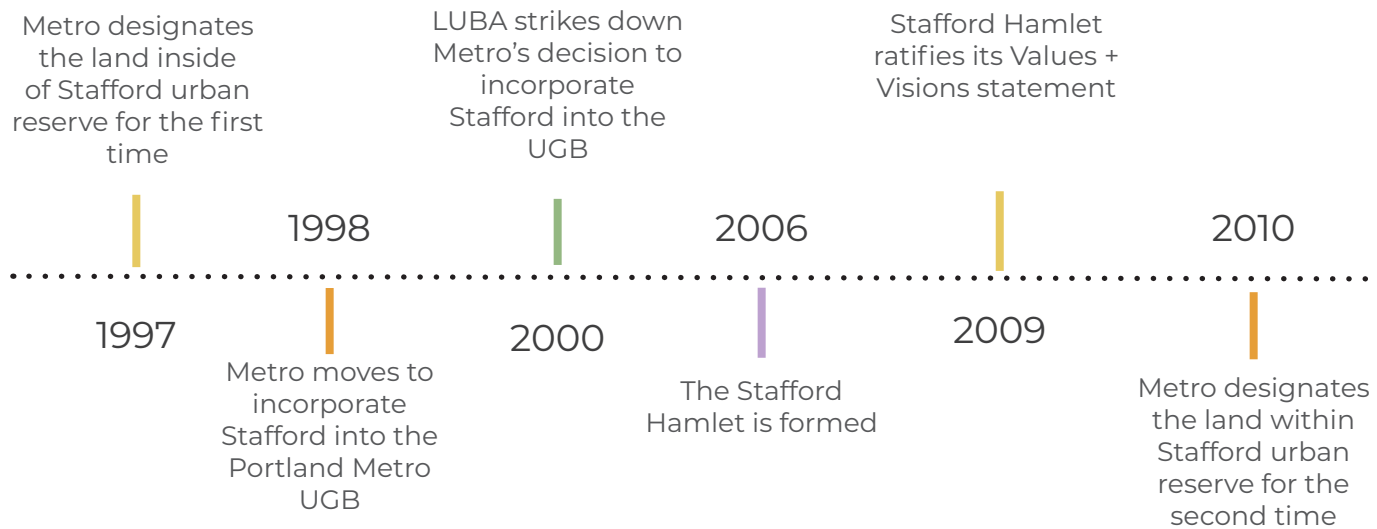 Metro designates
the land inside
of Stafford urban
reserve for the first
time
1997
1998
Metro moves to
incorporate
Stafford into the
Portland Metro
UGB
LUBA strikes down
Metro’s decision to
incorporate
Stafford into the
UGB
2000
2006
The Stafford
Hamlet is formed
Stafford Hamlet
ratifies its Values +
Visions statement
2009
2010
Metro designates
the land within
Stafford urban
reserve for the
second time